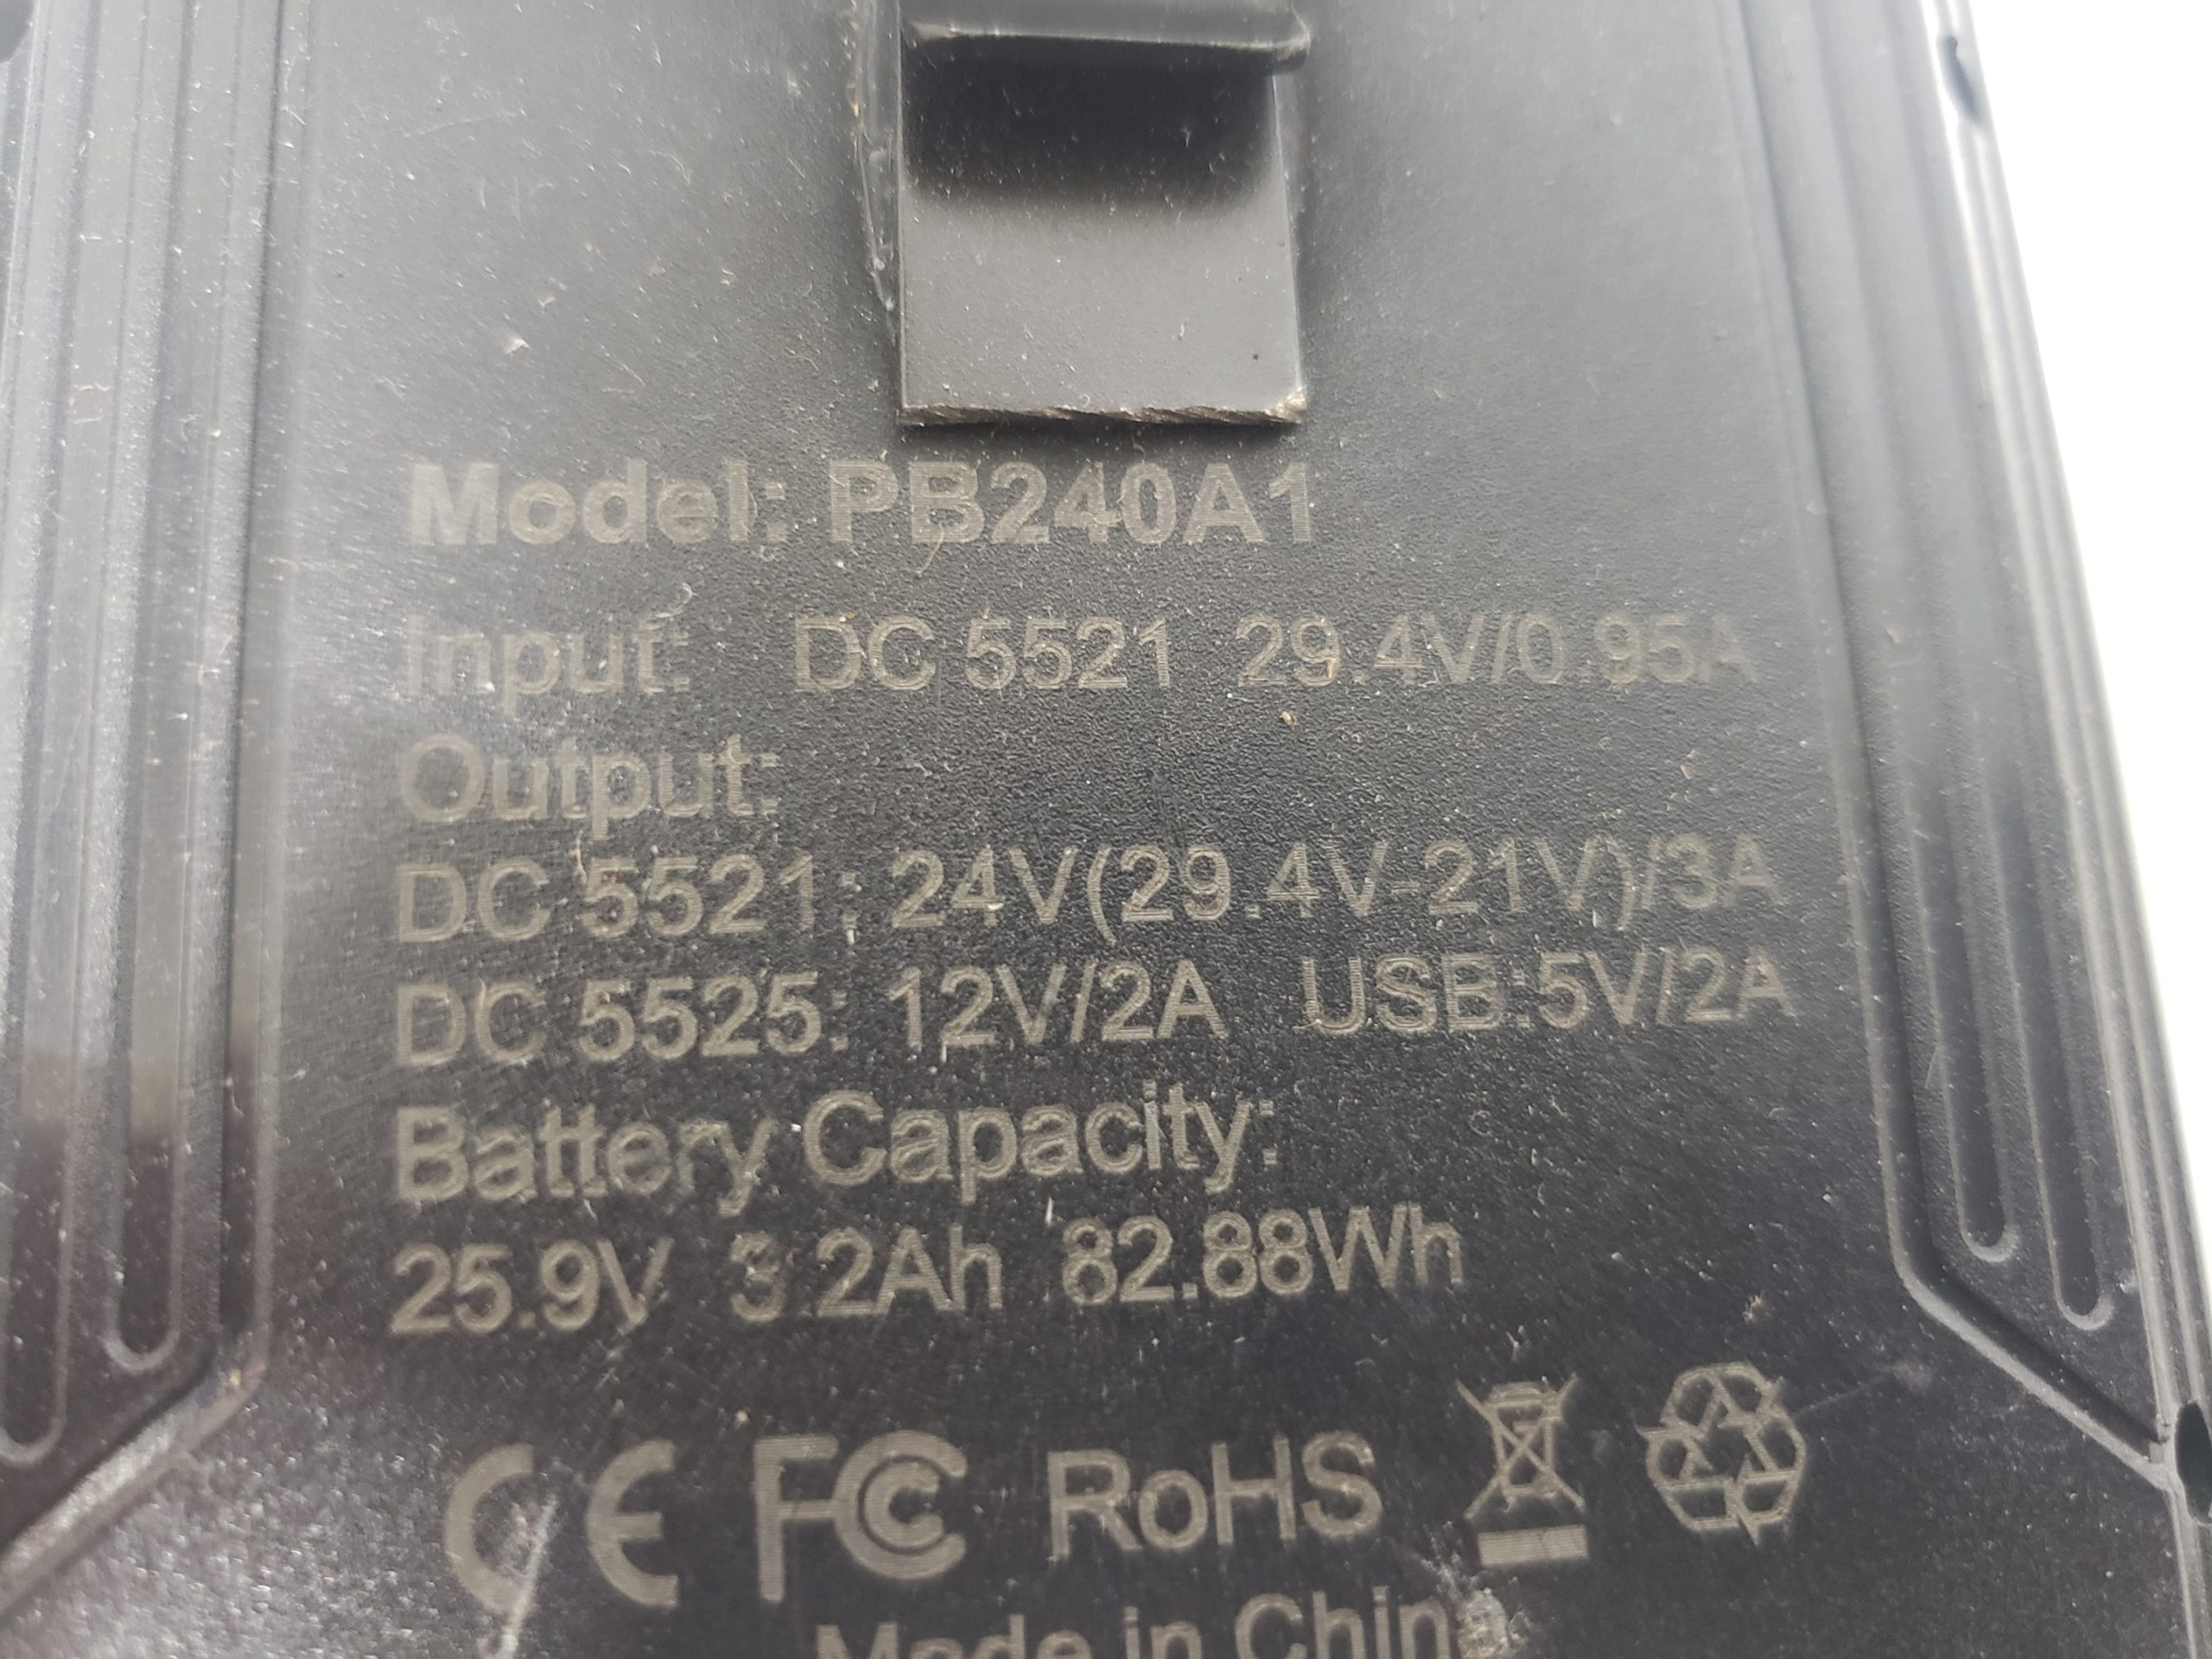 Model: PB240A1
Input: DC 5521 29.4V/0.95A
Output:
DC 5521: 24V(29.4V-21V)/3A
DC 5525: 12V/2A USB:5V/2A
Battery Capacity:
25.9V 3.2Ah 82.88Wh
CE FC RoHS
Made in China